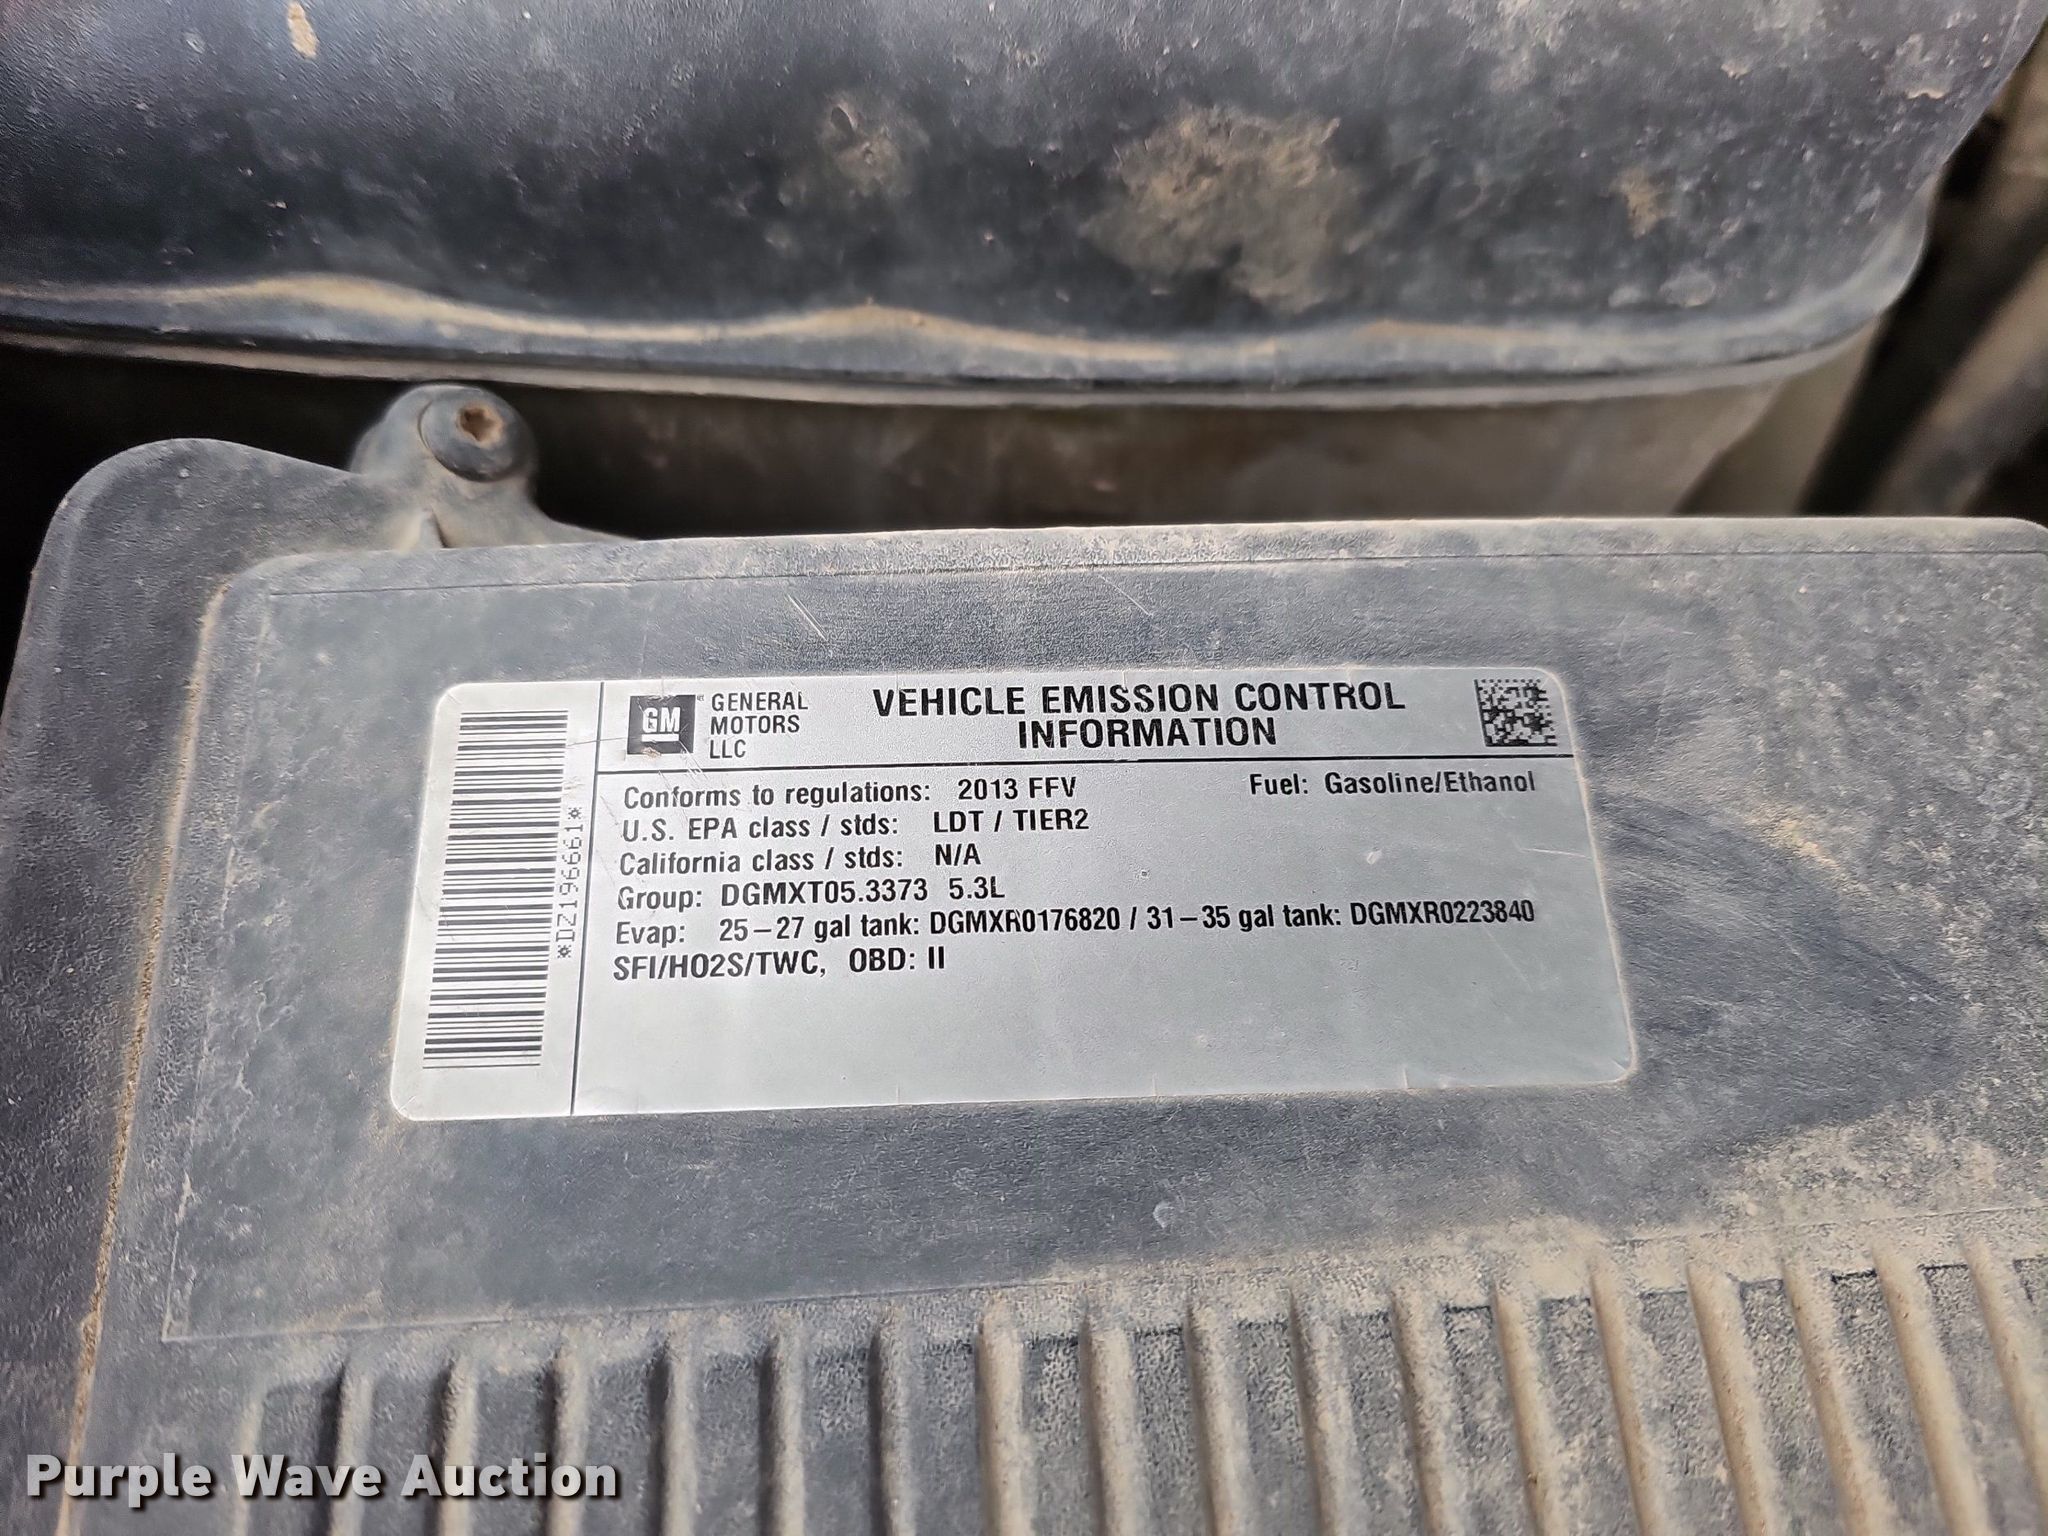 GM
GENERAL
MOTORS
LLC
VEHICLE EMISSION CONTROL
INFORMATION
Conforms to regulations: 2013 FFV Fuel: Gasoline/Ethanol
U.S. EPA class / stds: LDT / TIER2
California class / stds: N/A
Group: DGMXT05.3373 5.3L
Evap: 25-27 gal tank: DGMXR0176820 / 31-35 gal tank: DGMXR0223840
SFI/HO2S/TWC, OBD: II
*DZ196661*
Purple Wave Auction